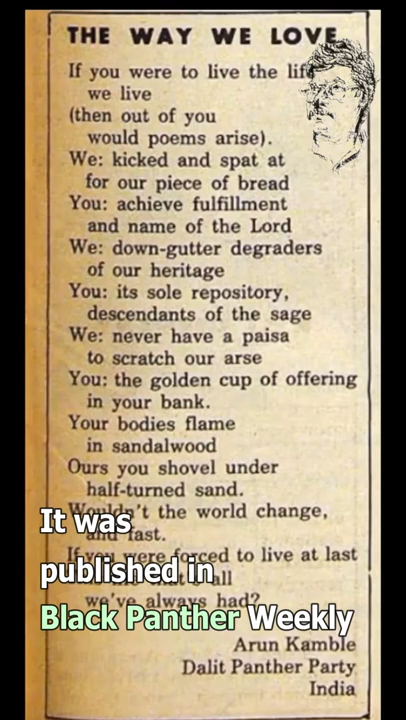 THE WAY WE LOVE
If you were to live the life
we live
(then out of you
would poems arise).
We: kicked and spat at
for our piece of bread
You: achieve fulfillment
and name of the Lord
We: down-gutter degraders
of our heritage
You: its sole repository,
descendants of the sage
We: never have a paisa
to scratch our arse
You: the golden cup of offering
in your bank.
Your bodies flame
in sandalwood
Ours you shovel under
half-turned sand.
Wouldn't the world change,
and fast.
If you were forced to live at last
all
we've always had?
Arun Kamble
Dalit Panther Party
India
It was
published in
Black Panther Weekly